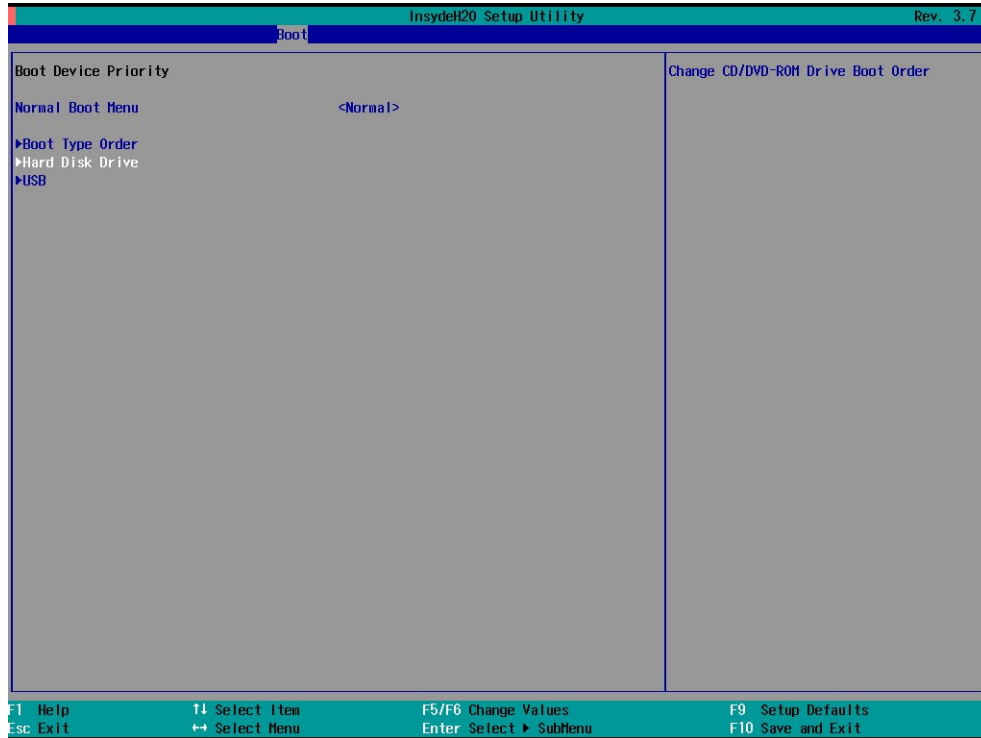 InsydeH20 Setup Utility Rev. 3.7
Boot
Boot Device Priority
Normal Boot Menu <Normal>
▶Boot Type Order
▶Hard Disk Drive
▶USB
Change CD/DVD-ROM Drive Boot Order
F1 Help ↑↓ Select Item F5/F6 Change Values F9 Setup Defaults
Esc Exit ←→ Select Menu Enter Select ▶ SubMenu F10 Save and Exit